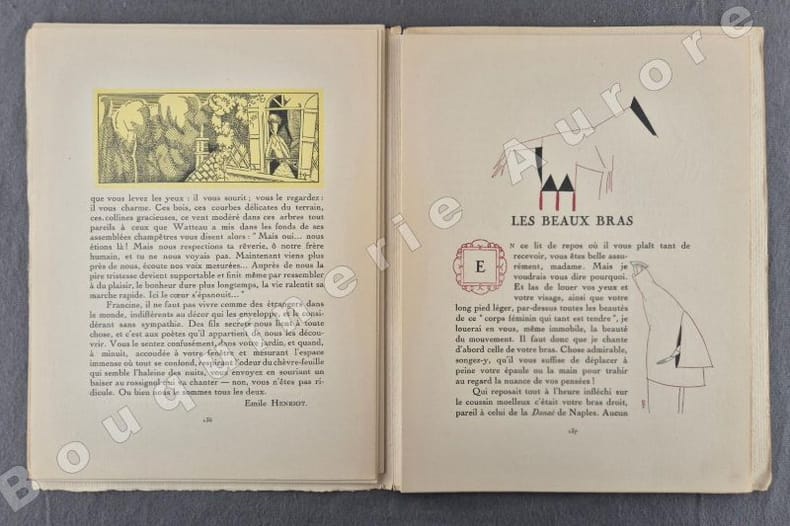 que vous levez les yeux : il vous sourit ; vous le regardez :
il vous charme. Ces bois, ces courbes délicates du terrain,
ces collines gracieuses, ce vent modéré dans ces arbres tout
pareils à ceux que Watteau a mis dans les fonds de ses
assemblées champêtres vous disent alors : “ Mais oui... nous
étions là ! Mais nous respections ta rêverie, ô notre frère
humain, et tu ne nous voyais pas. Maintenant viens plus
près de nous, écoute nos voix mesurées... Auprès de nous la
pire tristesse devient supportable et finit même par ressembler
à du plaisir, le bonheur dure plus longtemps, la vie ralentit sa
marche rapide. Ici le cœur s'épanouit... ”
Francine, il ne faut pas vivre comme des étrangers dans le
monde, indifférents au décor qui les enveloppe et le considérant
sans sympathie. Des fils secrets nous lient à toute
chose, et c'est aux poètes qu'il appartient de nous les découvrir.
Vous le sentez confusément dans votre jardin, et quand,
à minuit, accoudée à votre fenêtre et mesurant l'espace
immense où tout se confond, respirant l'odeur du chèvre-feuille
qui semble l'haleine des nuits, vous envoyez en souriant un
baiser au rossignol las de chanter — non, vous n'êtes pas ridicule.
Ou bien nous le sommes tous les deux.
Emile HENRIOT.
136
LES BEAUX BRAS
EN ce lit de repos où il vous plaît tant de
recevoir, vous êtes belle assurément,
madame. Mais je
voudrais vous dire pourquoi.
Et las de louer vos yeux et
votre visage, ainsi que votre
long pied léger, par-dessus toutes les beautés
de ce “ corps féminin qui tant est tendre ”, je
louerai en vous, même immobile, la beauté
du mouvement. Il faut donc que je chante
d'abord celle de votre bras. Chose admirable,
songez-y, qu'il vous suffise de déplacer à
peine votre épaule ou la main pour trahir
au regard la nuance de vos pensées !
Qui reposait tout à l'heure infléchi sur
le coussin moelleux c'était votre bras droit,
pareil à celui de la Danaé de Naples. Aucun
137
Bouquinerie Aurore